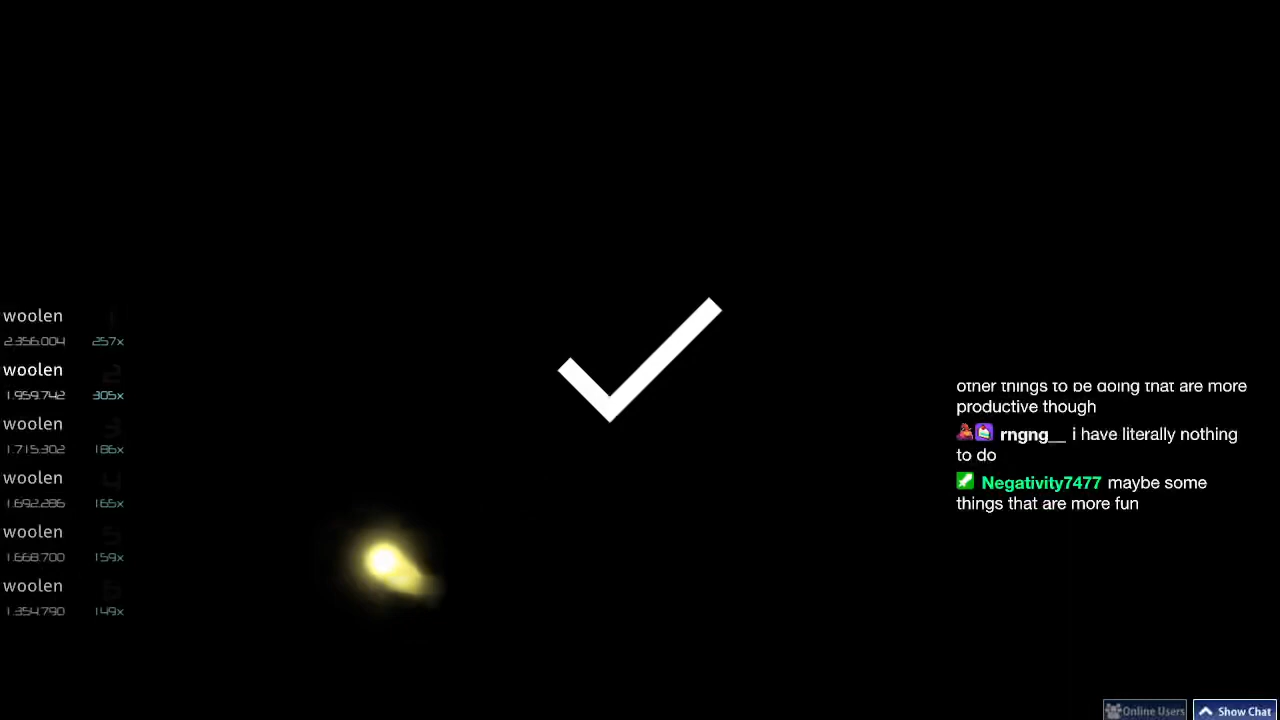 woolen
2.356.004 257x
woolen
1.959.742 305x
woolen
1.715.302 186x
woolen
1.692.286 165x
woolen
1.668.700 159x
woolen
1.354.790 149x
other things to be doing that are more
productive though
rngng__ i have literally nothing
to do
Negativity7477 maybe some
things that are more fun
Online Users
Show Chat